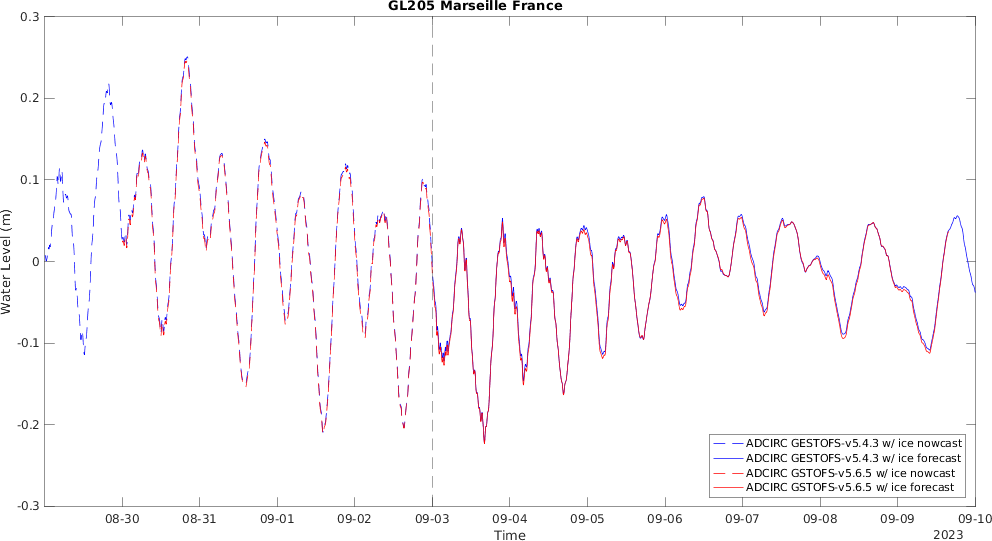 GL205 Marseille France
0.3
0.2
0.1
0
-0.1
-0.2
-0.3
Water Level (m)
08-30 08-31 09-01 09-02 09-03 09-04 09-05 09-06 09-07 09-08 09-09 09-10
Time
2023
ADCIRC GESTOFS-v5.4.3 w/ ice nowcast
ADCIRC GESTOFS-v5.4.3 w/ ice forecast
ADCIRC GSTOFS-v5.6.5 w/ ice nowcast
ADCIRC GSTOFS-v5.6.5 w/ ice forecast